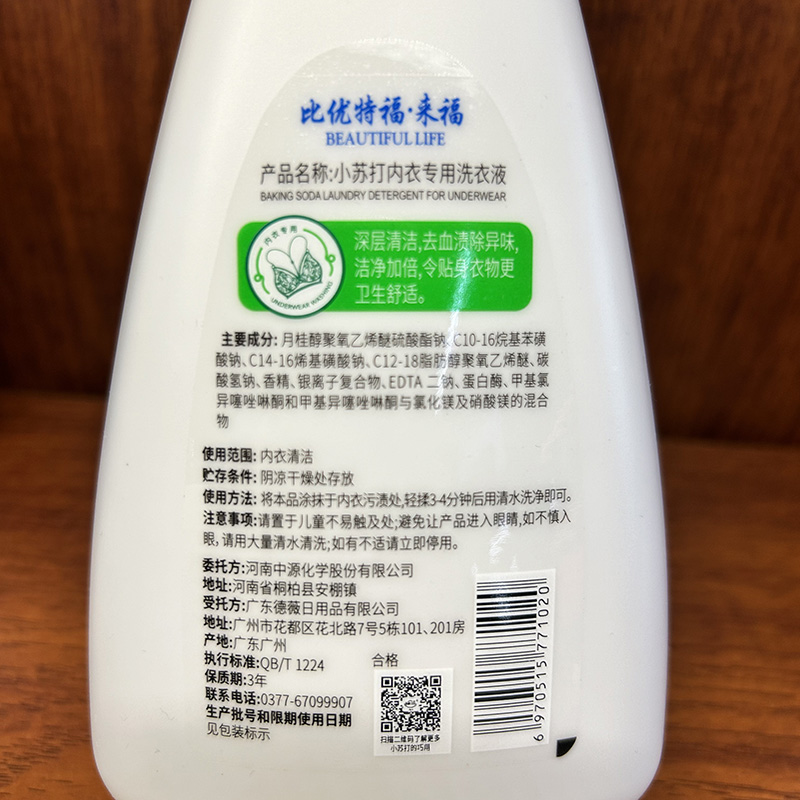 比优特福·来福
BEAUTIFUL LIFE
产品名称:小苏打内衣专用洗衣液
BAKING SODA LAUNDRY DETERGENT FOR UNDERWEAR
内衣专用
UNDERWEAR WASHING
深层清洁,去血渍除异味,
洁净加倍,令贴身衣物更
卫生舒适。
主要成分: 月桂醇聚氧乙烯醚硫酸酯钠、C10-16烷基苯磺
酸钠、C14-16烯基磺酸钠、C12-18脂肪醇聚氧乙烯醚、碳
酸氢钠、香精、银离子复合物、EDTA 二钠、蛋白酶、甲基氯
异噻唑啉酮和甲基异噻唑啉酮与氯化镁及硝酸镁的混合
物
使用范围: 内衣清洁
贮存条件: 阴凉干燥处存放
使用方法: 将本品涂抹于内衣污渍处,轻揉3-4分钟后用清水洗净即可。
注意事项:请置于儿童不易触及处;避免让产品进入眼睛,如不慎入
眼,请用大量清水清洗;如有不适请立即停用。
委托方:河南中源化学股份有限公司
地址:河南省桐柏县安棚镇
受托方:广东德薇日用品有限公司
地址:广州市花都区花北路7号5栋101、201房
产地:广东广州
执行标准:QB/T 1224
保质期:3年
联系电话:0377-67099907
生产批号和限期使用日期
见包装标示
合格
扫描二维码了解更多
小苏打的巧用
6 970515 771020